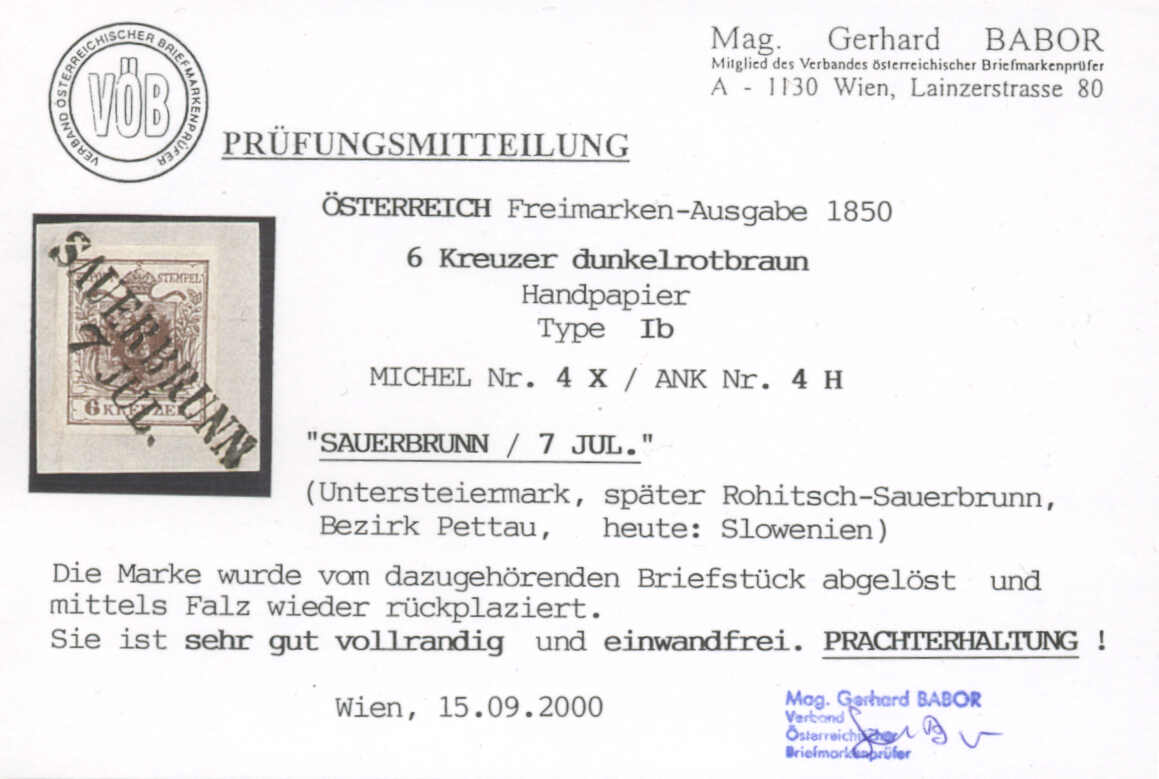 VERBAND ÖSTERREICHISCHER BRIEFMARKENPRÜFER
VÖB
Mag. Gerhard BABOR
Mitglied des Verbandes österreichischer Briefmarkenprüfer
A - 1130 Wien, Lainzerstrasse 80
PRÜFUNGSMITTEILUNG
ÖSTERREICH Freimarken-Ausgabe 1850
6 Kreuzer dunkelrotbraun
Handpapier
Type Ib
MICHEL Nr. 4 X / ANK Nr. 4 H
STEMPEL
SAUERBRUNN
7 JUL.
6 KREUZER
"SAUERBRUNN / 7 JUL."
(Untersteiermark, später Rohitsch-Sauerbrunn,
Bezirk Pettau, heute: Slowenien)
Die Marke wurde vom dazugehörenden Briefstück abgelöst und
mittels Falz wieder rückplaziert.
Sie ist sehr gut vollrandig und einwandfrei. PRACHTERHALTUNG !
Wien, 15.09.2000
Mag. Gerhard BABOR
Verband
Österreichischer
Briefmarkenprüfer